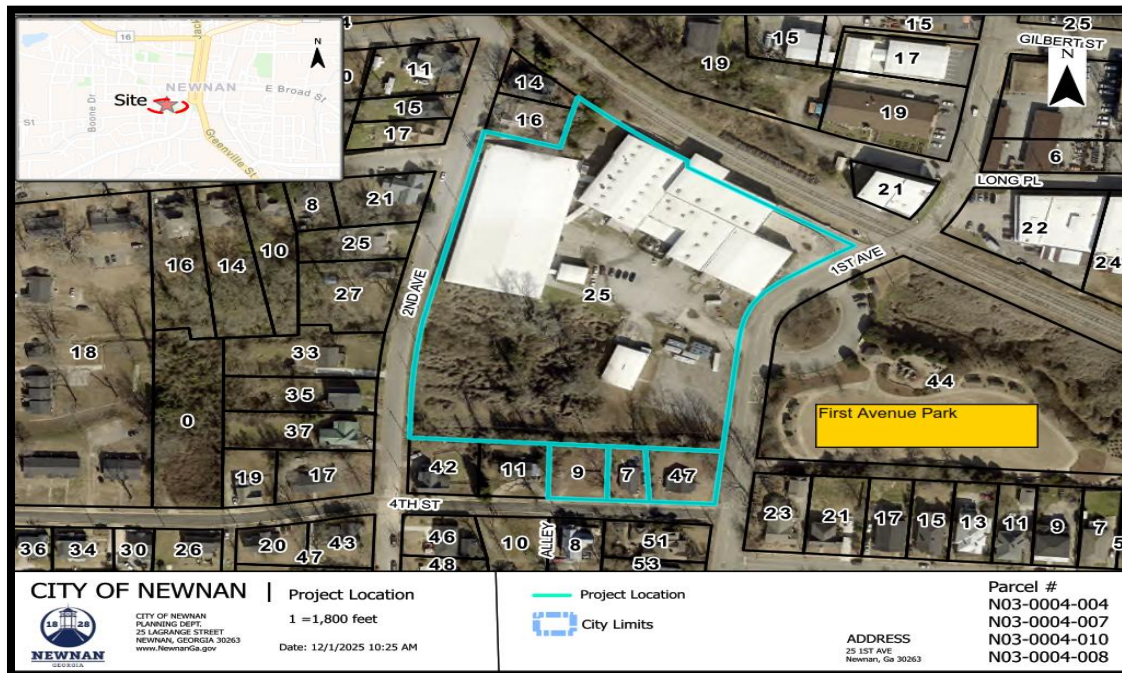 16
Jack
N
NEWNAN
Site
E Broad St
Boone Dr
St
Greenville St
15
25
GILBERT ST
N
11
15
17
19
17
14
15
16
17
19
6
LONG PL
21
22
24
8
21
16
14
10
25
27
2ND AVE
25
1ST AVE
18
33
35
37
0
44
First Avenue Park
19
17
42
11
9
7
47
4TH ST
23
21
17
15
13
11
9
7
5
36
34
30
26
20
47
43
46
48
10
ALLEY
8
51
53
CITY OF NEWNAN
18 28
NEWNAN
GEORGIA
CITY OF NEWNAN
PLANNING DEPT.
25 LAGRANGE STREET
NEWNAN, GEORGIA 30263
www.NewnanGa.gov
Project Location
1 =1,800 feet
Date: 12/1/2025 10:25 AM
Project Location
City Limits
ADDRESS
25 1ST AVE
Newnan, Ga 30263
Parcel #
N03-0004-004
N03-0004-007
N03-0004-010
N03-0004-008